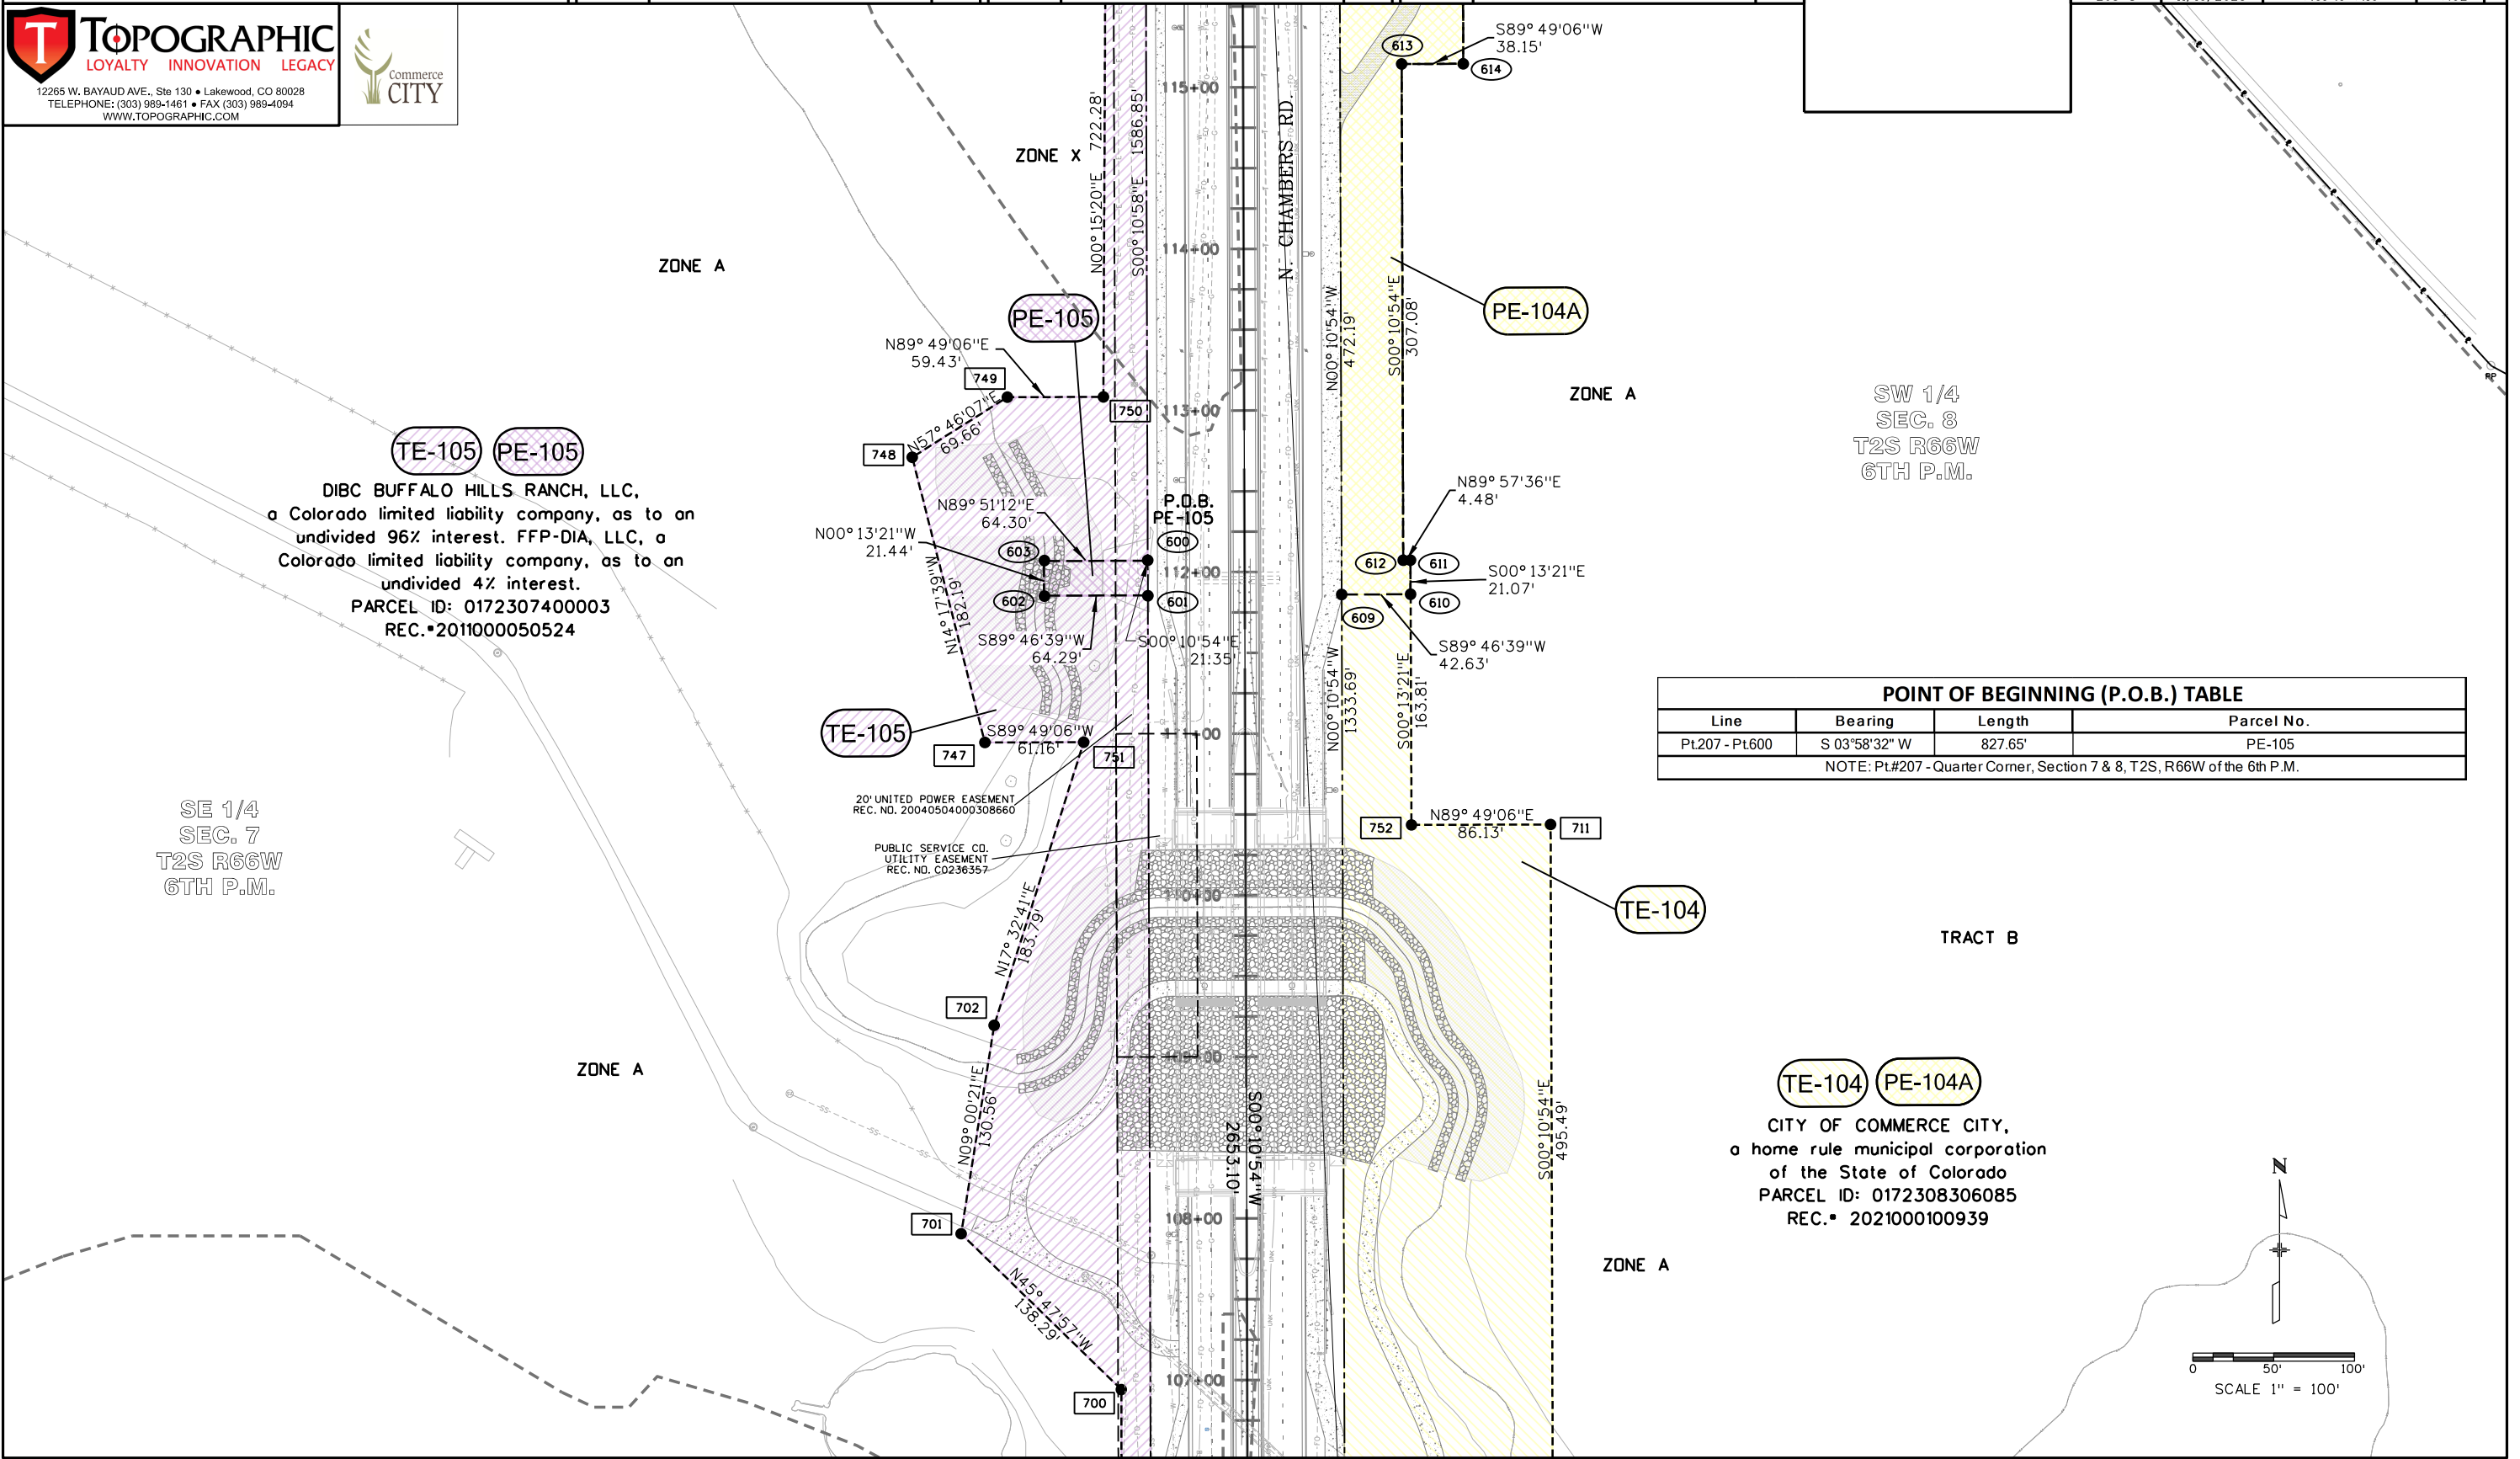 TOPOGRAPHIC
LOYALTY INNOVATION LEGACY
12265 W. BAYAUD AVE., Ste 130 ● Lakewood, CO 80028
TELEPHONE: (303) 989-1461 ● FAX (303) 989-4094
WWW.TOPOGRAPHIC.COM
Commerce
CITY
S89°49'06"W
38.15'
613
614
115+00
N. CHAMBERS RD.
ZONE X
N00°15'20"E 722.28'
S00°10'58"E 1586.85'
114+00
ZONE A
PE-105
PE-104A
N00°10'54"W
472.19'
S00°10'54"E
307.08'
N89°49'06"E
59.43'
749
750
113+00
ZONE A
SW 1/4
SEC. 8
T2S R66W
6TH P.M.
N57°46'07"E
69.66'
748
TE-105
PE-105
DIBC BUFFALO HILLS RANCH, LLC,
a Colorado limited liability company, as to an
undivided 96% interest. FFP-DIA, LLC, a
Colorado limited liability company, as to an
undivided 4% interest.
PARCEL ID: 0172307400003
REC.#2011000050524
N89°51'12"E
64.30'
P.O.B.
PE-105
600
N00°13'21"W
21.44'
603
602
601
112+00
N89°57'36"E
4.48'
612
611
S00°13'21"E
21.07'
609
610
S89°46'39"W
42.63'
N14°17'39"W
182.19'
S89°46'39"W
64.29'
S00°10'54"E
21.35'
N00°10'54"W
1333.69'
S00°13'21"E
163.81'
TE-105
S89°49'06"W
61.16'
747
751
POINT OF BEGINNING (P.O.B.) TABLE
Line Bearing Length Parcel No.
Pt.207 - Pt.600 S 03°58'32" W 827.65' PE-105
NOTE: Pt.#207 - Quarter Corner, Section 7 & 8, T2S, R66W of the 6th P.M.
20' UNITED POWER EASEMENT
REC. NO. 20040504000308660
SE 1/4
SEC. 7
T2S R66W
6TH P.M.
PUBLIC SERVICE CO.
UTILITY EASEMENT
REC. NO. C0236357
752
N89°49'06"E
86.13'
711
TE-104
110+00
TRACT B
N17°32'41"E
183.79'
702
ZONE A
N09°00'21"E
130.56'
S00°10'54"W
2653.10'
S00°10'54"E
495.49'
TE-104
PE-104A
CITY OF COMMERCE CITY,
a home rule municipal corporation
of the State of Colorado
PARCEL ID: 0172308306085
REC.# 2021000100939
701
108+00
N
ZONE A
N45°47'57"W
138.29'
107+00
700
0 50' 100'
SCALE 1" = 100'